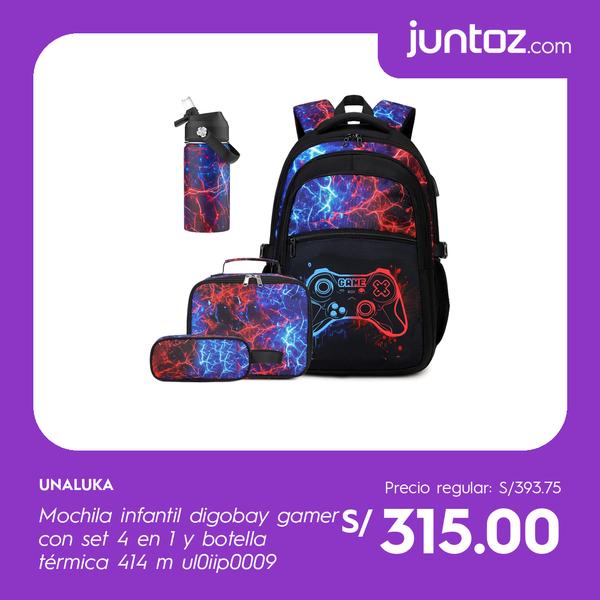 juntoz.com
GAME
UNALUKA
Precio regular: S/393.75
Mochila infantil digobay gamer
con set 4 en 1 y botella
térmica 414 m ul0iip0009
S/ 315.00